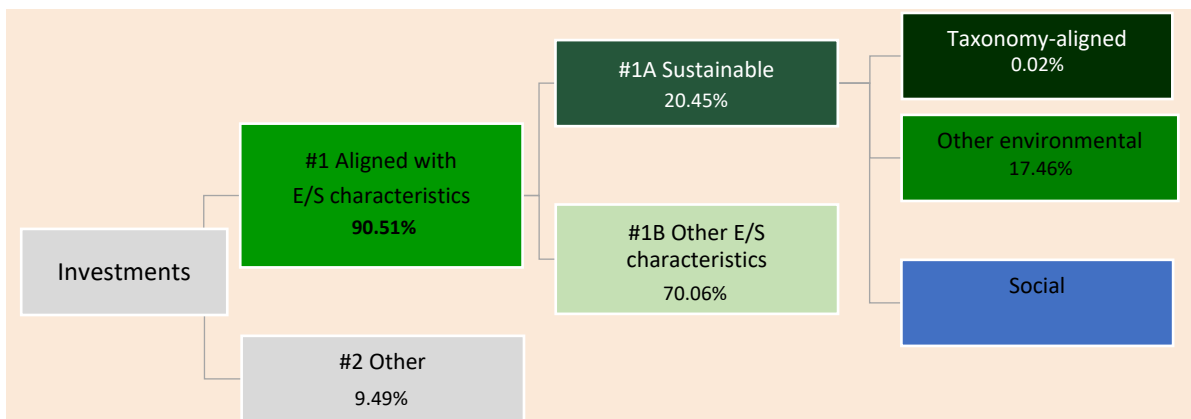 Investments
#1 Aligned with
E/S characteristics
90.51%
#2 Other
9.49%
#1A Sustainable
20.45%
#1B Other E/S
characteristics
70.06%
Taxonomy-aligned
0.02%
Other environmental
17.46%
Social